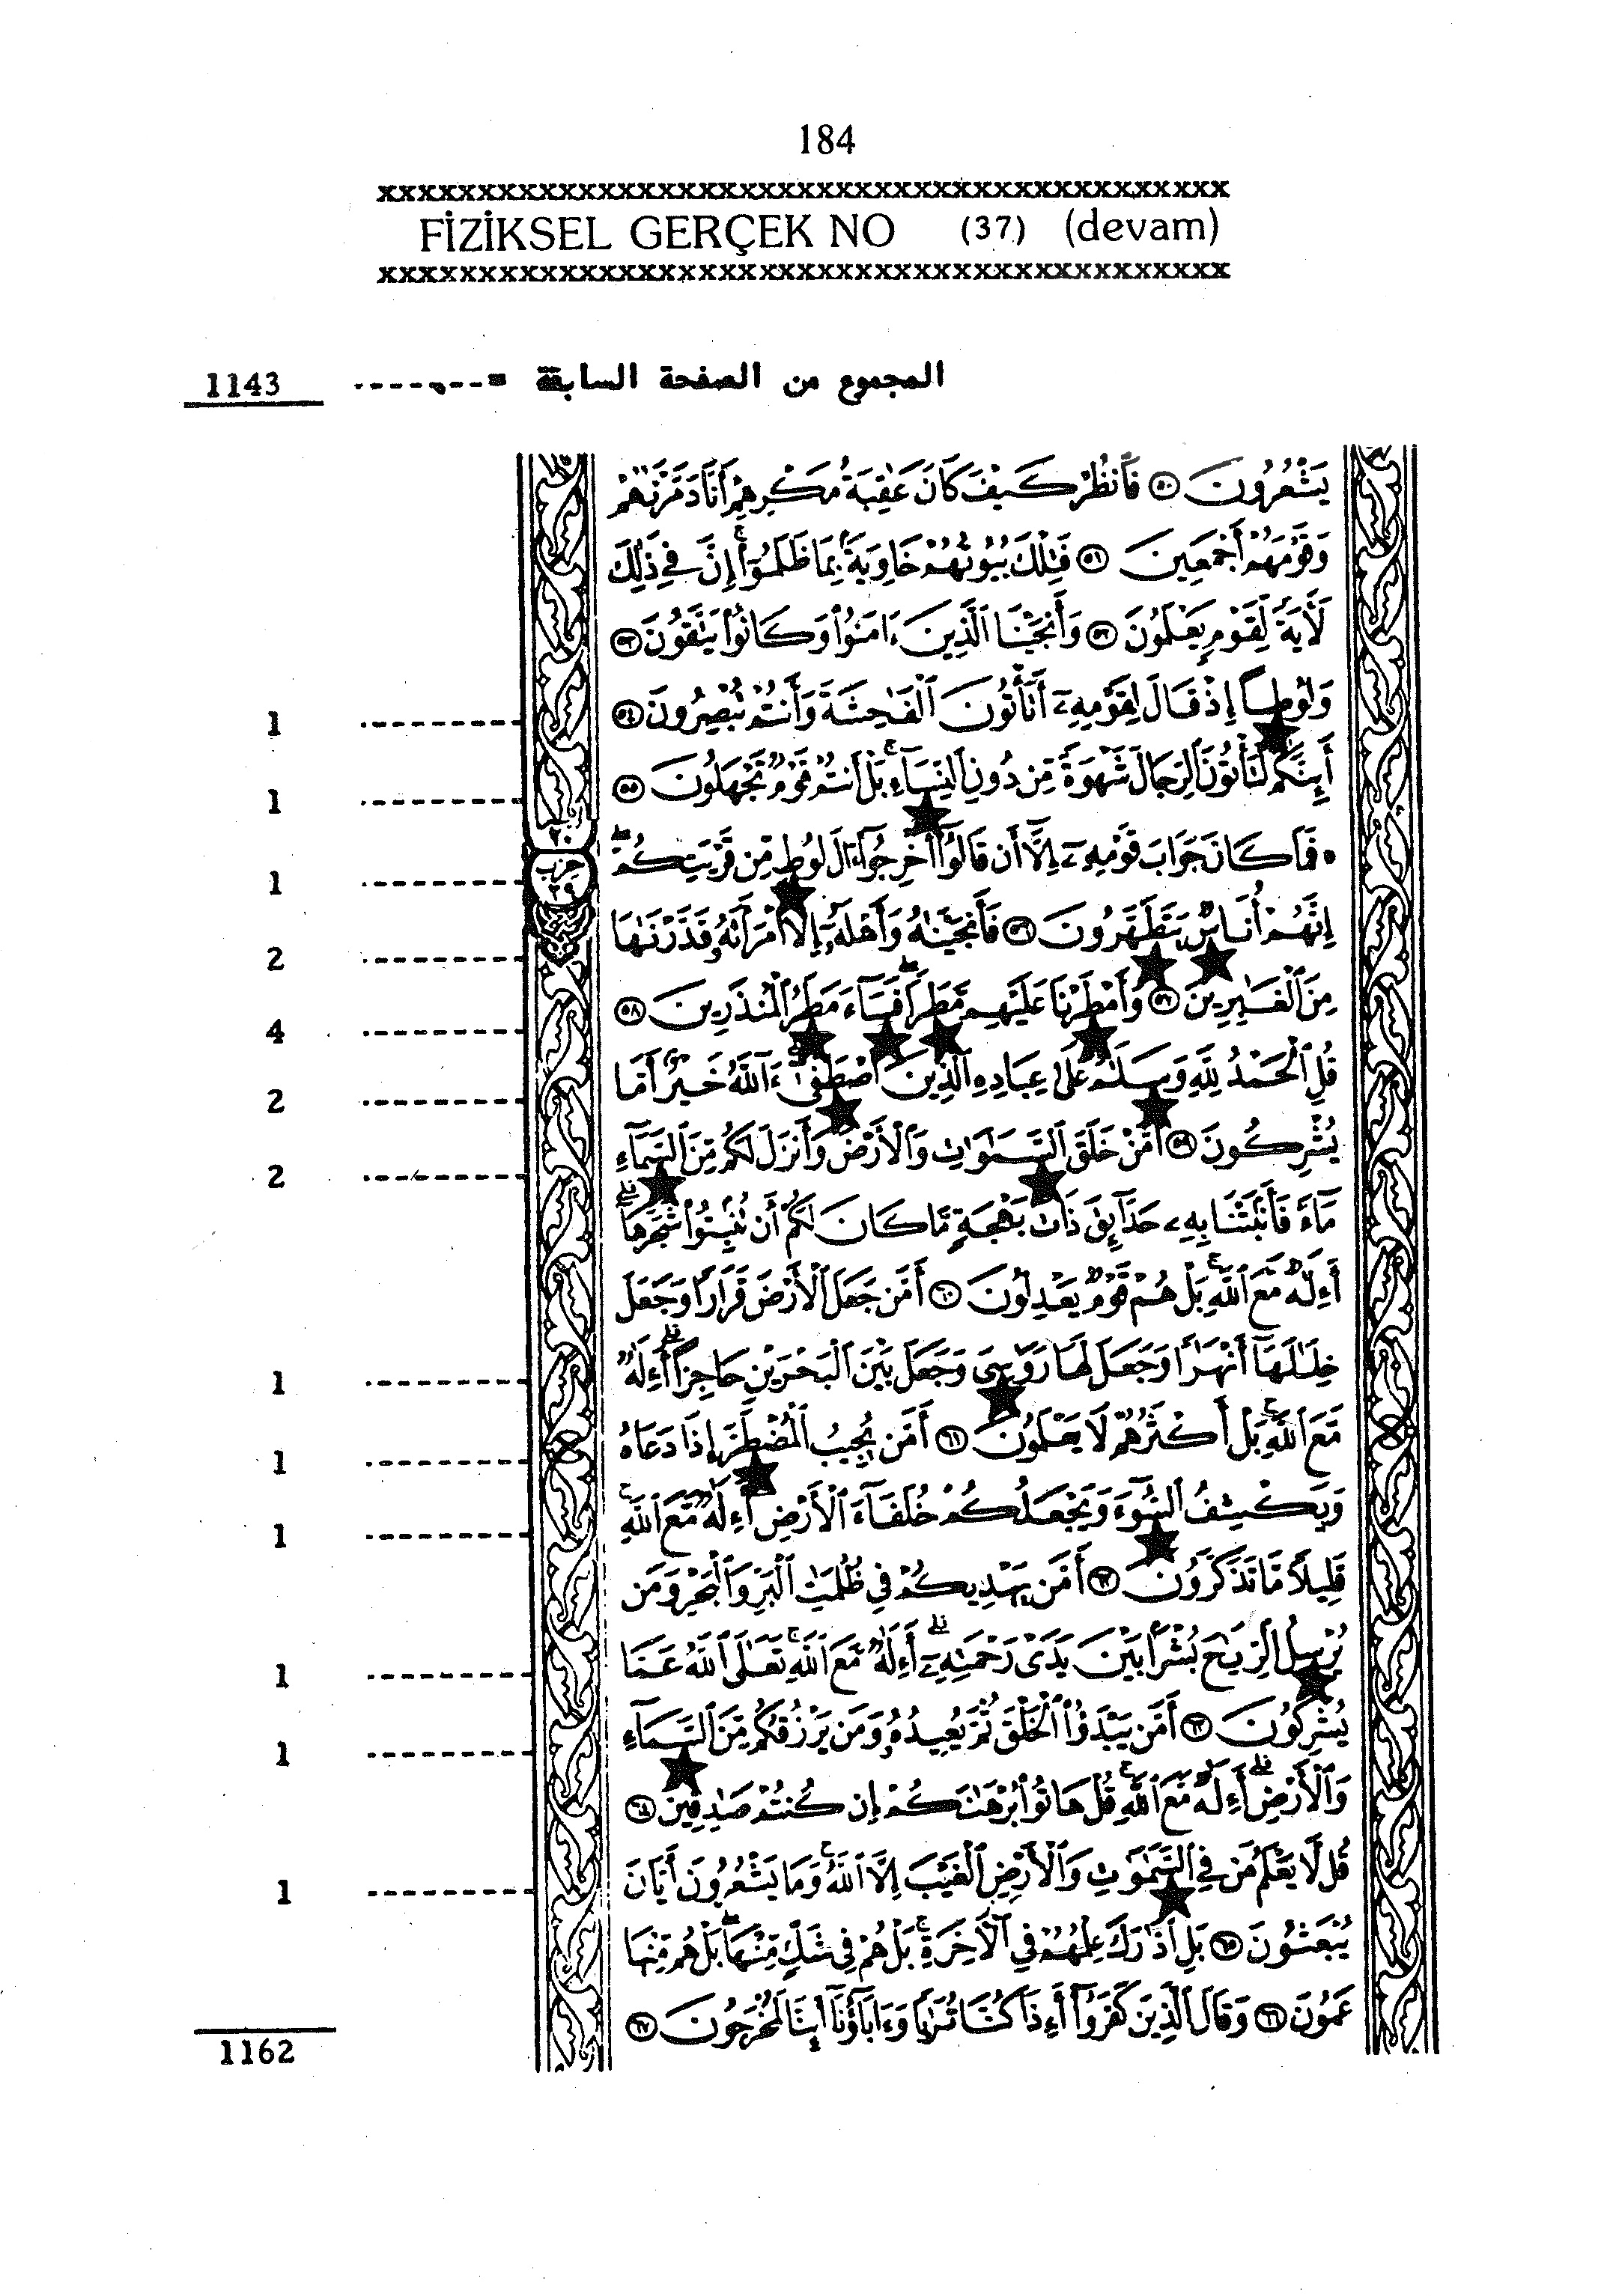 184
xxxxxxxxxxxxxxxxxxxxxxxxxxxxxxxxxxxxxxxxxx
FİZİKSEL GERÇEK NO (37) (devam)
xxxxxxxxxxxxxxxxxxxxxxxxxxxxxxxxxxxxxxxxxx
المجموع من الصفحة السابقة = 1143
يَشْعُرُونَ ٥٠ فَٱنظُرْ كَيْفَ كَانَ عَٰقِبَةُ مَكْرِهِمْ أَنَّا دَمَّرْنَٰهُمْ
وَقَوْمَهُمْ أَجْمَعِينَ ٥١ فَتِلْكَ بُيُوتُهُمْ خَاوِيَةًۢ بِمَا ظَلَمُوٓا۟ۚ إِنَّ فِى ذَٰلِكَ
لَءَايَةً لِّقَوْمٍ يَعْلَمُونَ ٥٢ وَأَنجَيْنَا ٱلَّذِينَ ءَامَنُوا۟ وَكَانُوا۟ يَتَّقُونَ ٥٣
وَلُوطًا إِذْ قَالَ لِقَوْمِهِۦٓ أَتَأْتُونَ ٱلْفَٰحِشَةَ وَأَنتُمْ تُبْصِرُونَ ٥٤ 1
أَئِنَّكُمْ لَتَأْتُونَ ٱلرِّجَالَ شَهْوَةً مِّن دُونِ ٱلنِّسَآءِۚ بَلْ أَنتُمْ قَوْمٌ تَجْهَلُونَ ٥٥ 1
۞ فَمَا كَانَ جَوَابَ قَوْمِهِۦٓ إِلَّآ أَن قَالُوٓا۟ أَخْرِجُوٓا۟ ءَالَ لُوطٍ مِّن قَرْيَتِكُمْۖ 1
٢٠
حزب
٣٩
إِنَّهُمْ أُنَاسٌ يَتَطَهَّرُونَ ٥٦ فَأَنجَيْنَٰهُ وَأَهْلَهُۥٓ إِلَّا ٱمْرَأَتَهُۥ قَدَّرْنَٰهَا 2
مِنَ ٱلْغَٰبِرِينَ ٥٧ وَأَمْطَرْنَا عَلَيْهِم مَّطَرًاۖ فَسَآءَ مَطَرُ ٱلْمُنذَرِينَ ٥٨ 4
قُلِ ٱلْحَمْدُ لِلَّهِ وَسَلَٰمٌ عَلَىٰ عِبَادِهِ ٱلَّذِينَ ٱصْطَفَىٰٓۗ ءَآللَّهُ خَيْرٌ أَمَّا 2
يُشْرِكُونَ ٥٩ أَمَّنْ خَلَقَ ٱلسَّمَٰوَٰتِ وَٱلْأَرْضَ وَأَنزَلَ لَكُم مِّنَ ٱلسَّمَآءِ 2
مَآءً فَأَنۢبَتْنَا بِهِۦ حَدَآئِقَ ذَاتَ بَهْجَةٍ مَّا كَانَ لَكُمْ أَن تُنۢبِتُوا۟ شَجَرَهَآۗ
أَءِلَٰهٌ مَّعَ ٱللَّهِۚ بَلْ هُمْ قَوْمٌ يَعْدِلُونَ ٦٠ أَمَّن جَعَلَ ٱلْأَرْضَ قَرَارًا وَجَعَلَ
خِلَٰلَهَآ أَنْهَٰرًا وَجَعَلَ لَهَا رَوَٰسِىَ وَجَعَلَ بَيْنَ ٱلْبَحْرَيْنِ حَاجِزًاۗ أَءِلَٰهٌ 1
مَّعَ ٱللَّهِۚ بَلْ أَكْثَرُهُمْ لَا يَعْلَمُونَ ٦١ أَمَّن يُجِيبُ ٱلْمُضْطَرَّ إِذَا دَعَاهُ 1
وَيَكْشِفُ ٱلسُّوٓءَ وَيَجْعَلُكُمْ خُلَفَآءَ ٱلْأَرْضِۗ أَءِلَٰهٌ مَّعَ ٱللَّهِۚ 1
قَلِيلًا مَّا تَذَكَّرُونَ ٦٢ أَمَّن يَهْدِيكُمْ فِى ظُلُمَٰتِ ٱلْبَرِّ وَٱلْبَحْرِ وَمَن
يُرْسِلُ ٱلرِّيَٰحَ بُشْرًۢا بَيْنَ يَدَىْ رَحْمَتِهِۦٓۗ أَءِلَٰهٌ مَّعَ ٱللَّهِۚ تَعَٰلَى ٱللَّهُ عَمَّا 1
يُشْرِكُونَ ٦٣ أَمَّن يَبْدَؤُا۟ ٱلْخَلْقَ ثُمَّ يُعِيدُهُۥ وَمَن يَرْزُقُكُم مِّنَ ٱلسَّمَآءِ 1
وَٱلْأَرْضِۗ أَءِلَٰهٌ مَّعَ ٱللَّهِۚ قُلْ هَاتُوا۟ بُرْهَٰنَكُمْ إِن كُنتُمْ صَٰدِقِينَ ٦٤
قُل لَّا يَعْلَمُ مَن فِى ٱلسَّمَٰوَٰتِ وَٱلْأَرْضِ ٱلْغَيْبَ إِلَّا ٱللَّهُۚ وَمَا يَشْعُرُونَ أَيَّانَ 1
يُبْعَثُونَ ٦٥ بَلِ ٱدَّٰرَكَ عِلْمُهُمْ فِى ٱلْءَاخِرَةِۚ بَلْ هُمْ فِى شَكٍّ مِّنْهَاۖ بَلْ هُم مِّنْهَا
عَمُونَ ٦٦ وَقَالَ ٱلَّذِينَ كَفَرُوٓا۟ أَءِذَا كُنَّا تُرَٰبًا وَءَابَآؤُنَآ أَئِنَّا لَمُخْرَجُونَ ٦٧
1162